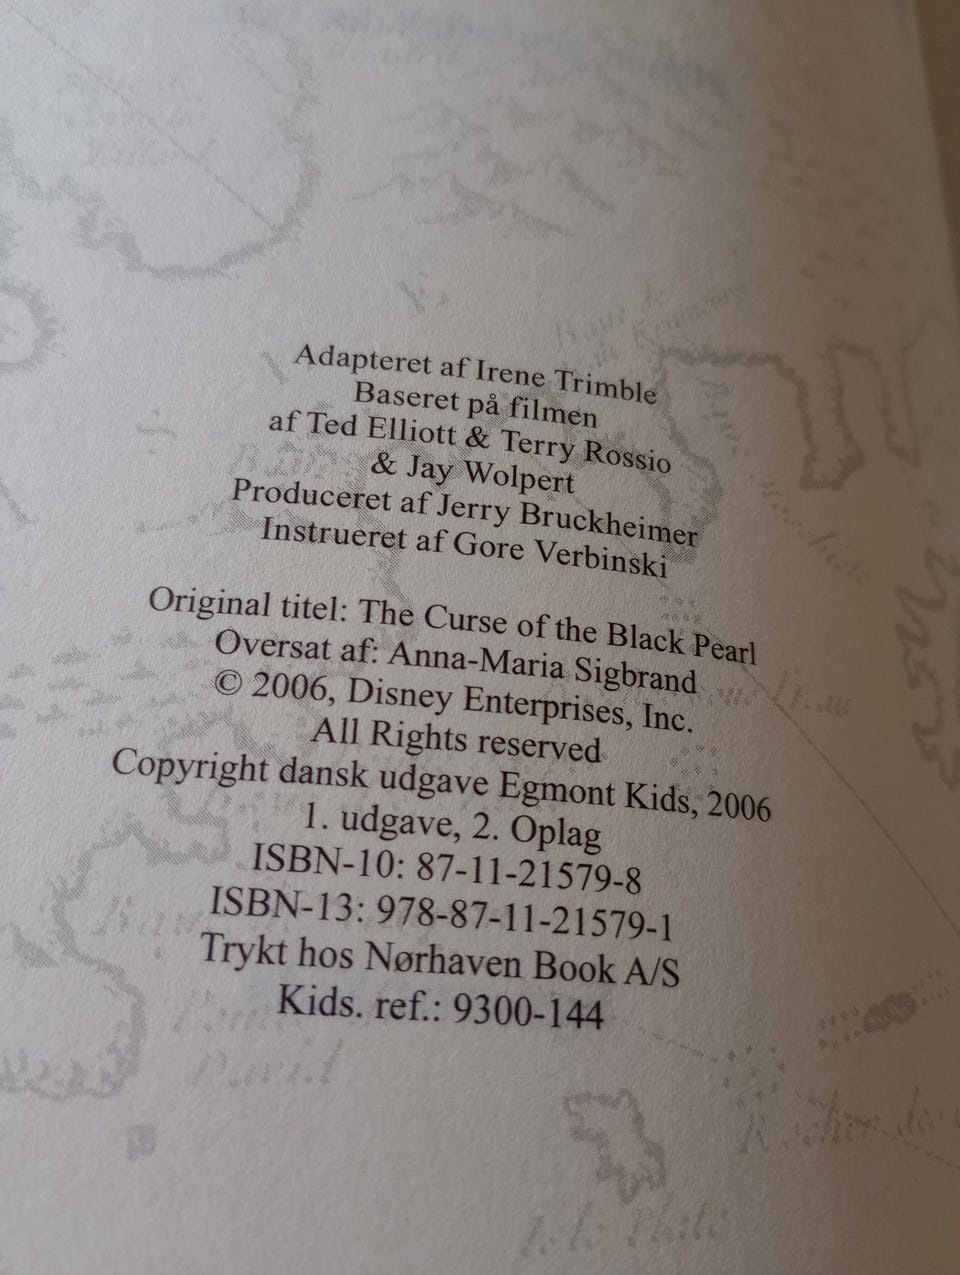 Adapteret af Irene Trimble
Baseret på filmen
af Ted Elliott & Terry Rossio
& Jay Wolpert
Produceret af Jerry Bruckheimer
Instrueret af Gore Verbinski
Original titel: The Curse of the Black Pearl
Oversat af: Anna-Maria Sigbrand
© 2006, Disney Enterprises, Inc.
All Rights reserved
Copyright dansk udgave Egmont Kids, 2006
1. udgave, 2. Oplag
ISBN-10: 87-11-21579-8
ISBN-13: 978-87-11-21579-1
Trykt hos Nørhaven Book A/S
Kids. ref.: 9300-144